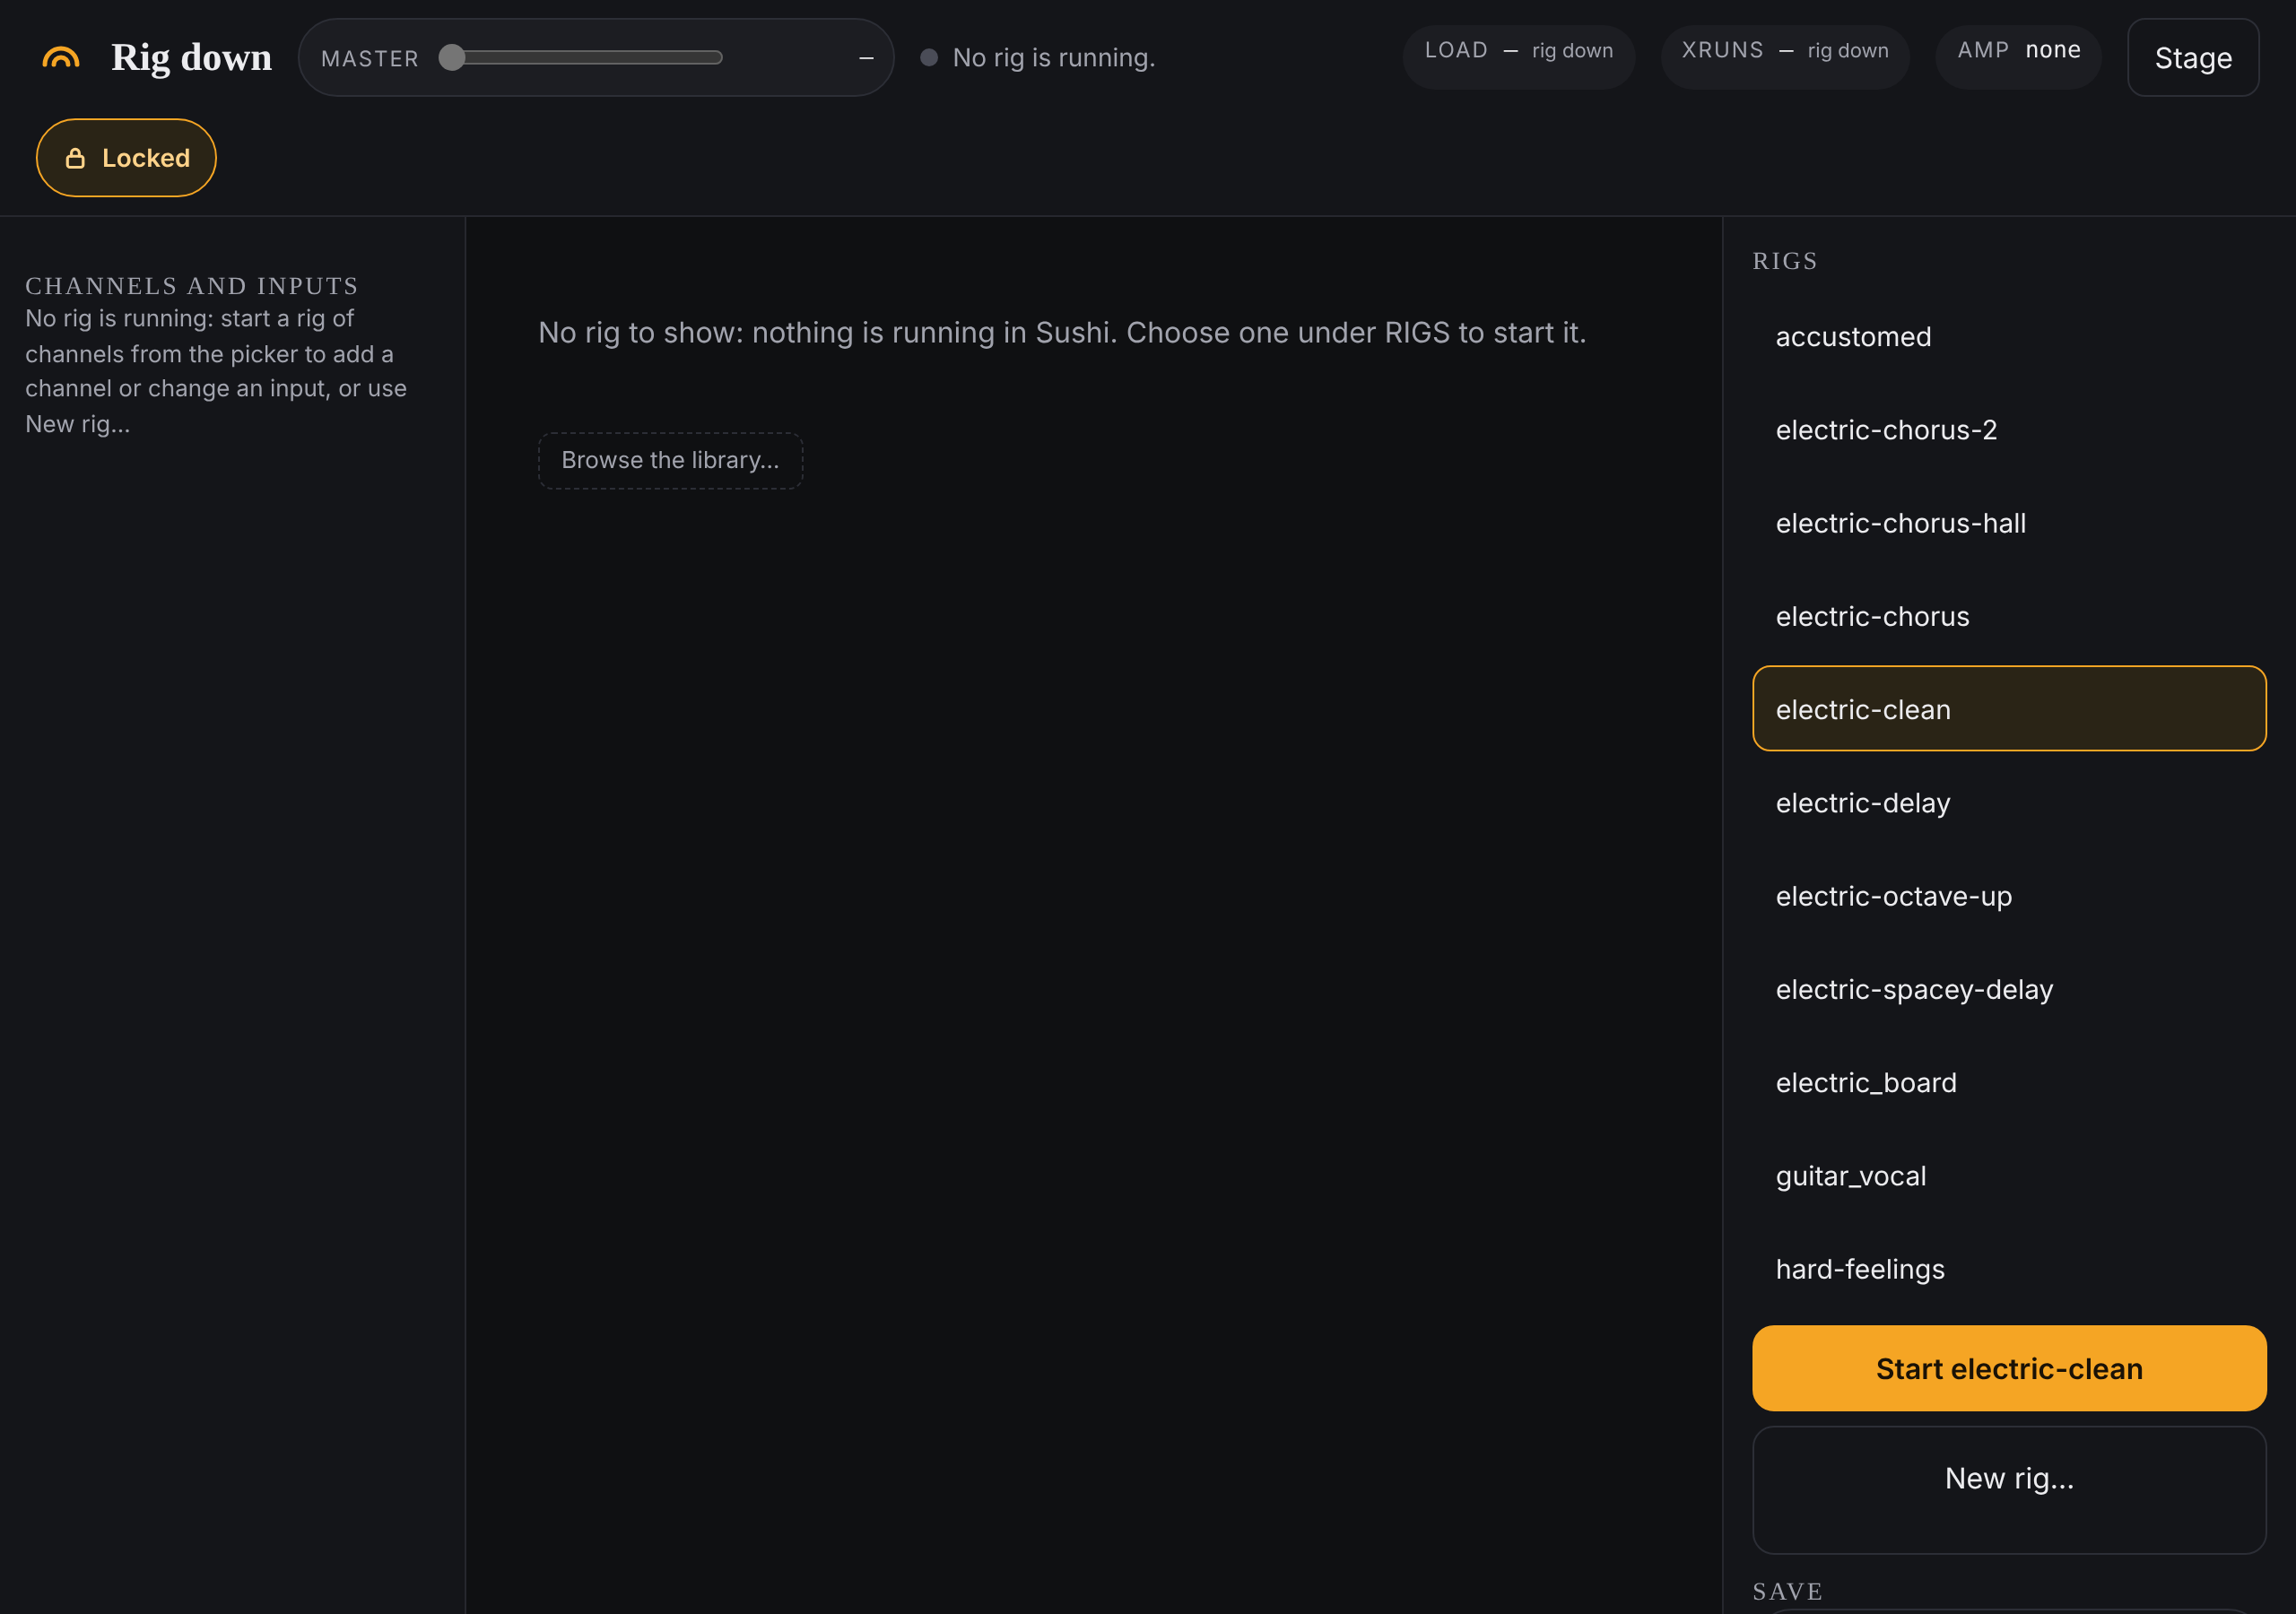 Rig down
MASTER –
No rig is running.
LOAD – rig down
XRUNS – rig down
AMP none
Stage
Locked
CHANNELS AND INPUTS
No rig is running: start a rig of
channels from the picker to add a
channel or change an input, or use
New rig...
No rig to show: nothing is running in Sushi. Choose one under RIGS to start it.
Browse the library...
RIGS
accustomed
electric-chorus-2
electric-chorus-hall
electric-chorus
electric-clean
electric-delay
electric-octave-up
electric-spacey-delay
electric_board
guitar_vocal
hard-feelings
Start electric-clean
New rig...
SAVE